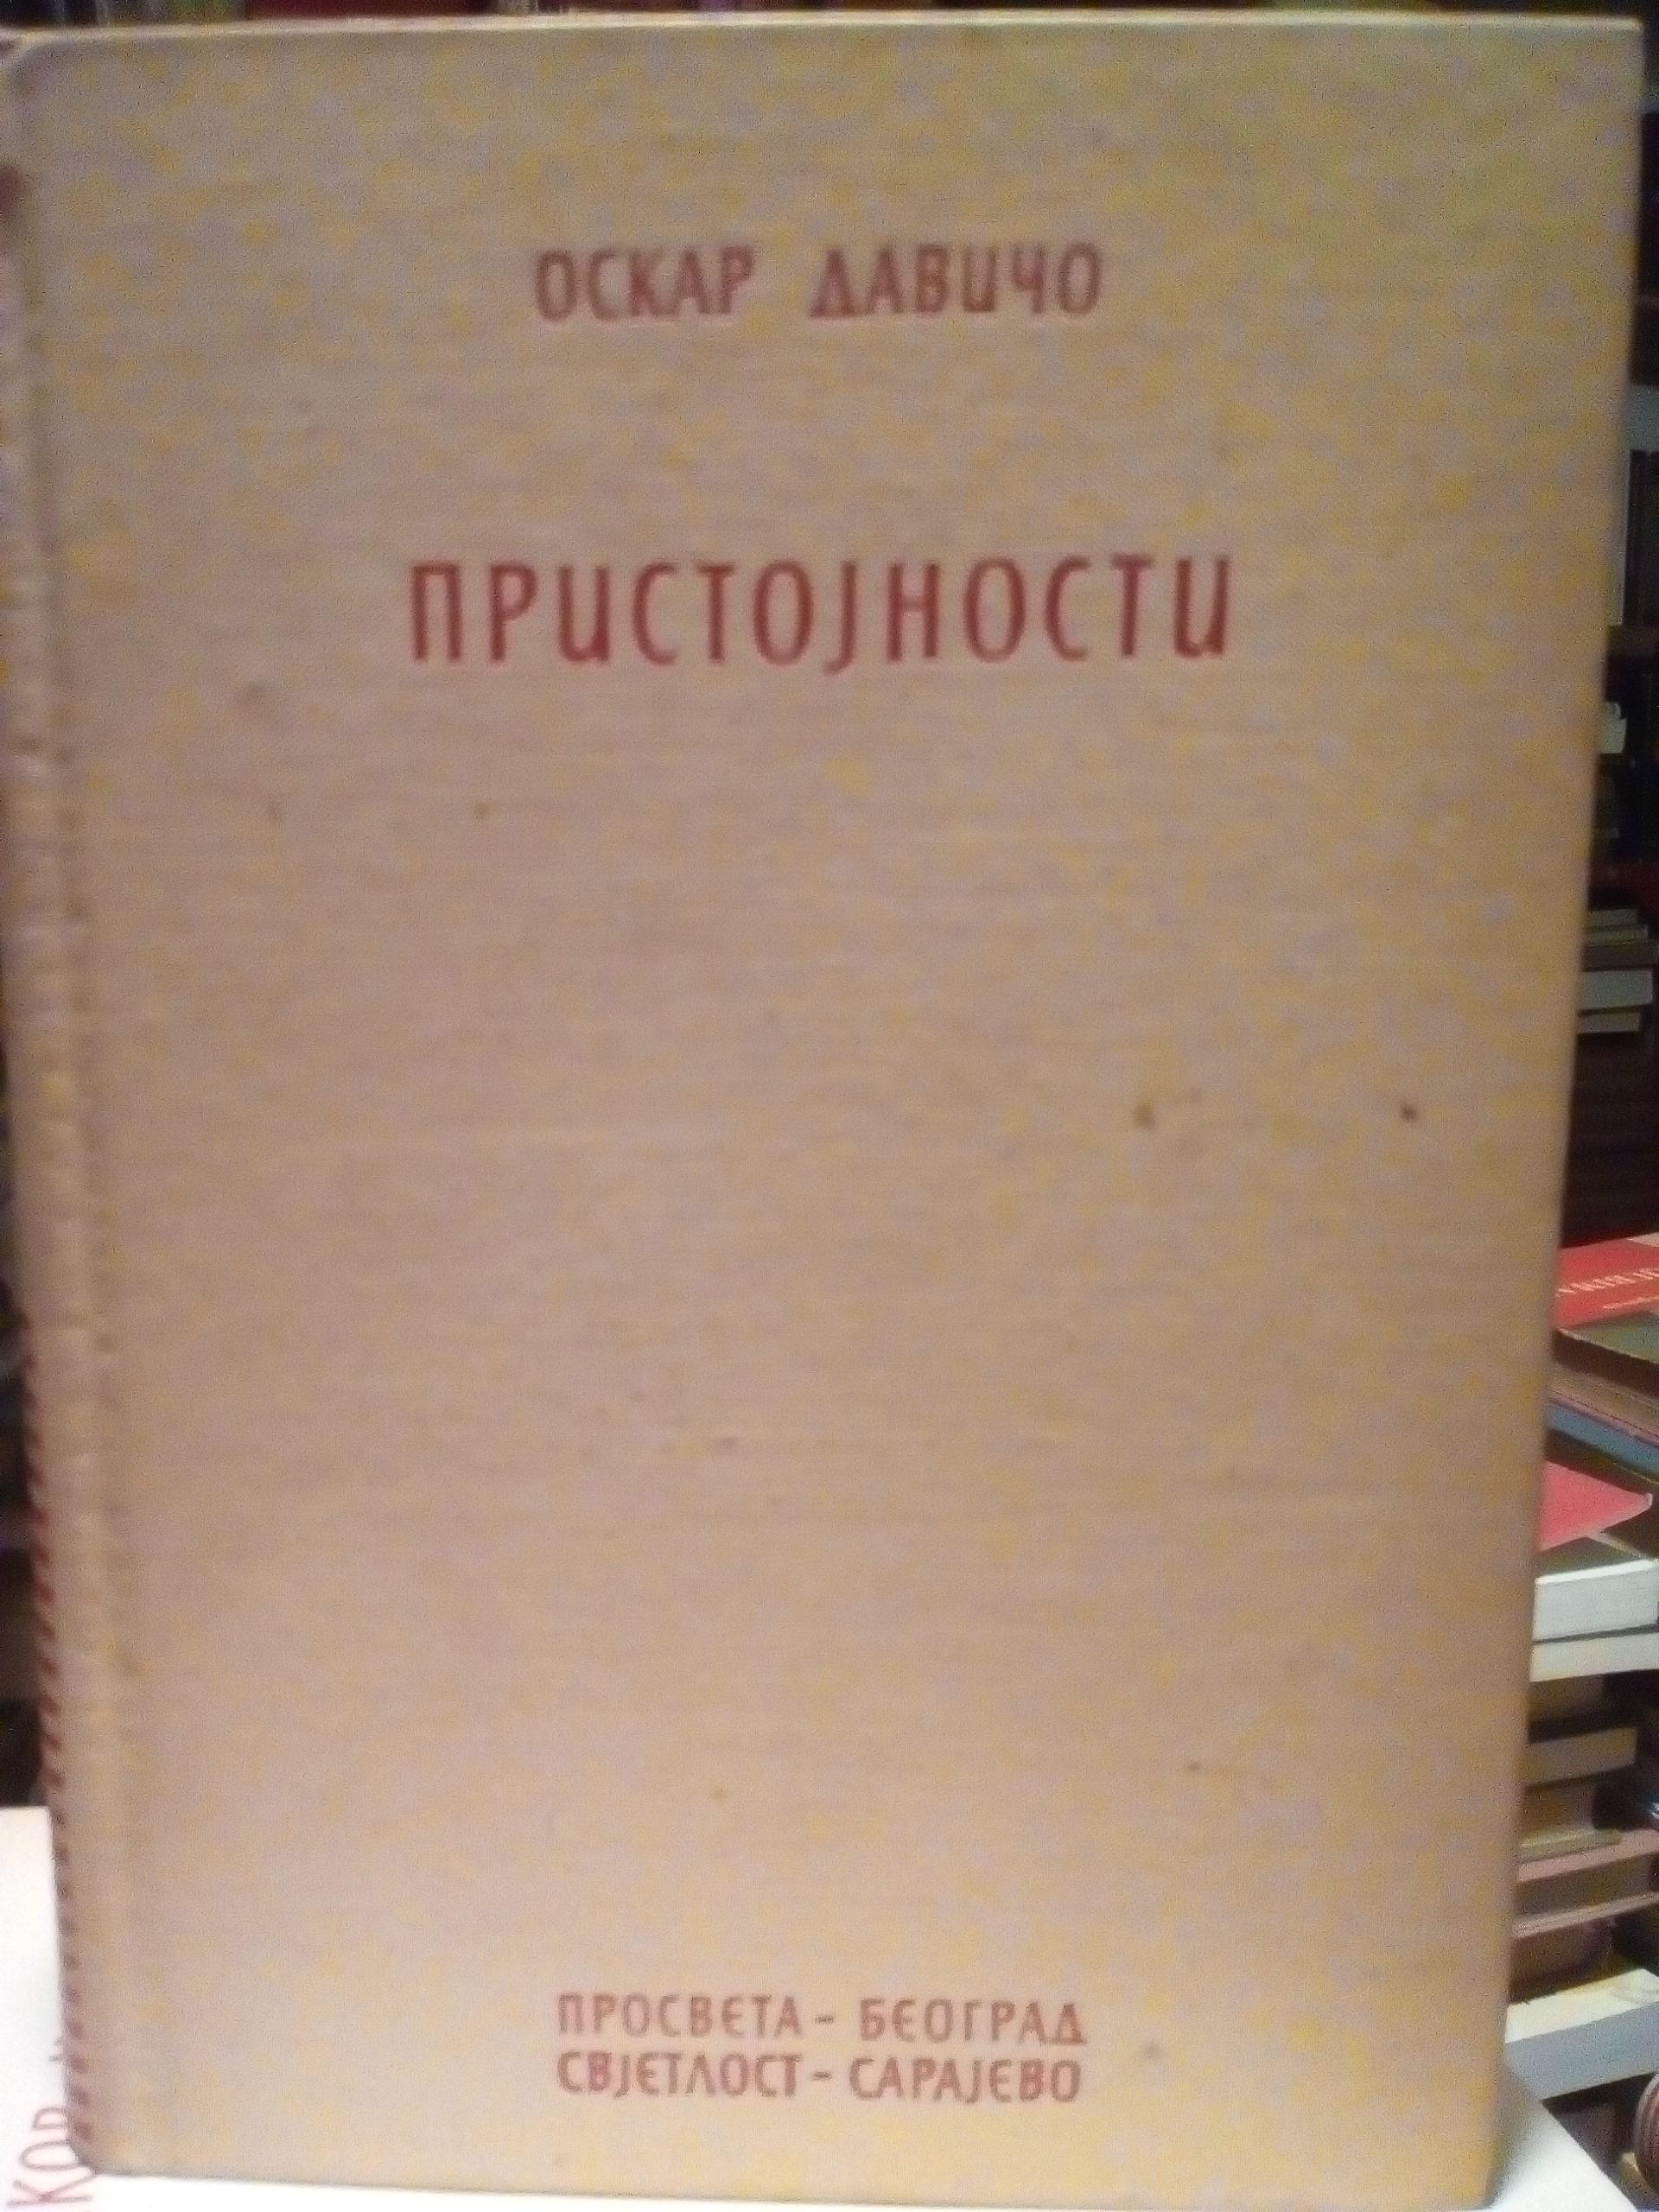 ОСКАР ДАВИЧО
ПРИСТОЈНОСТИ
ПРОСВЕТА - БЕОГРАД
СВЈЕТЛОСТ - САРАЈЕВО